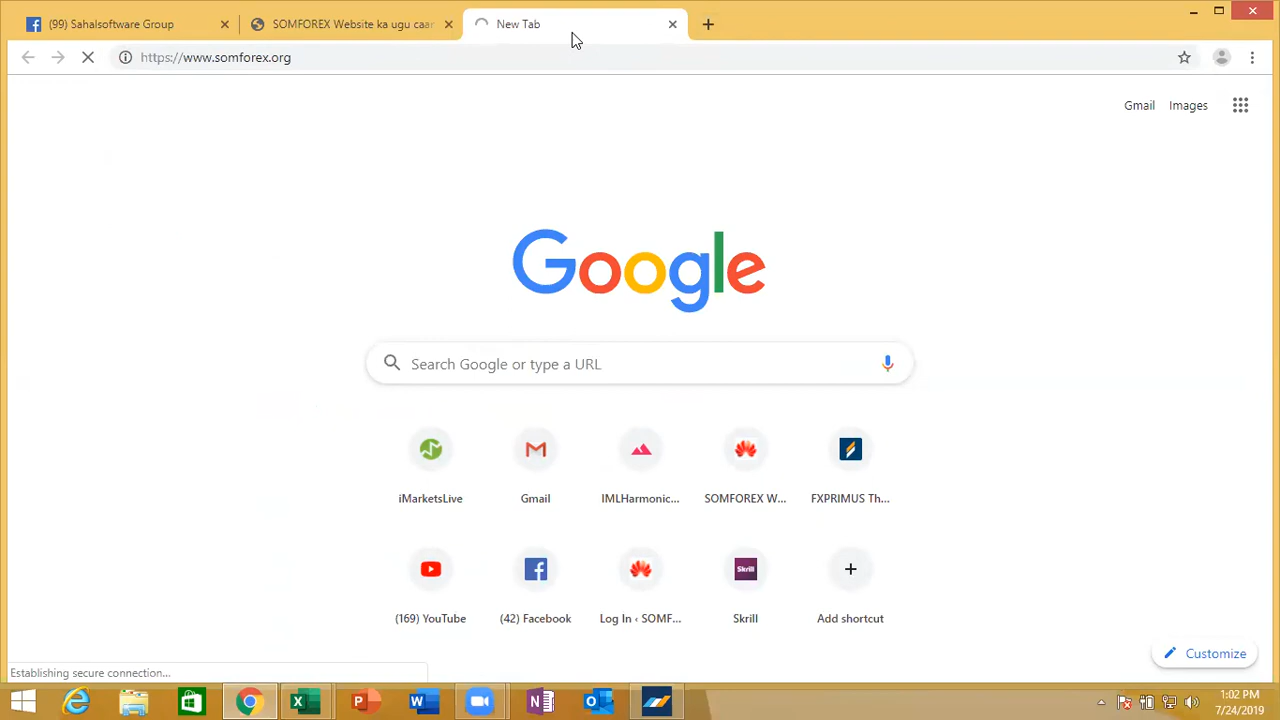 (99) Sahalsoftware Group
SOMFOREX Website ka ugu caar
New Tab
https://www.somforex.org
Gmail Images
Google
Search Google or type a URL
iMarketsLive
Gmail
IMLHarmonic...
SOMFOREX W...
FXPRIMUS Th...
Skrill
(169) YouTube
(42) Facebook
Log In ‹ SOMF...
Skrill
Add shortcut
Customize
Establishing secure connection...
1:02 PM
7/24/2019